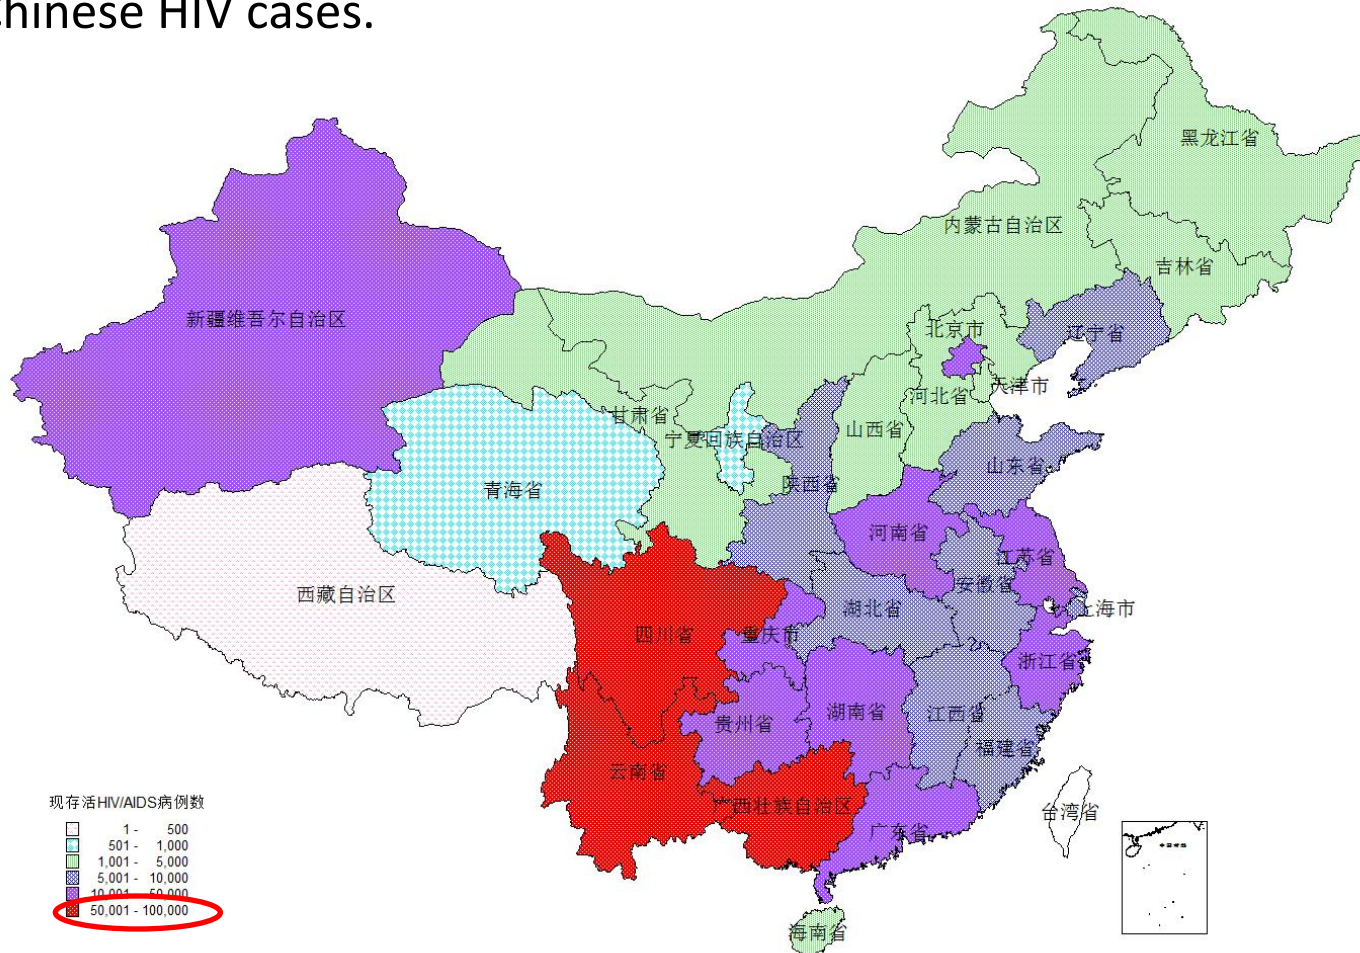 Chinese HIV cases.
黑龙江省
内蒙古自治区
吉林省
新疆维吾尔自治区
北京市
辽宁省
天津市
河北省
甘肃省
山西省
宁夏回族自治区
山东省
陕西省
青海省
河南省
江苏省
安徽省
西藏自治区
湖北省
上海市
四川省
重庆市
浙江省
湖南省
江西省
贵州省
福建省
云南省
广西壮族自治区
台湾省
广东省
海南省
现存活HIV/AIDS病例数
1 - 500
501 - 1,000
1,001 - 5,000
5,001 - 10,000
10,001 - 50,000
50,001 - 100,000